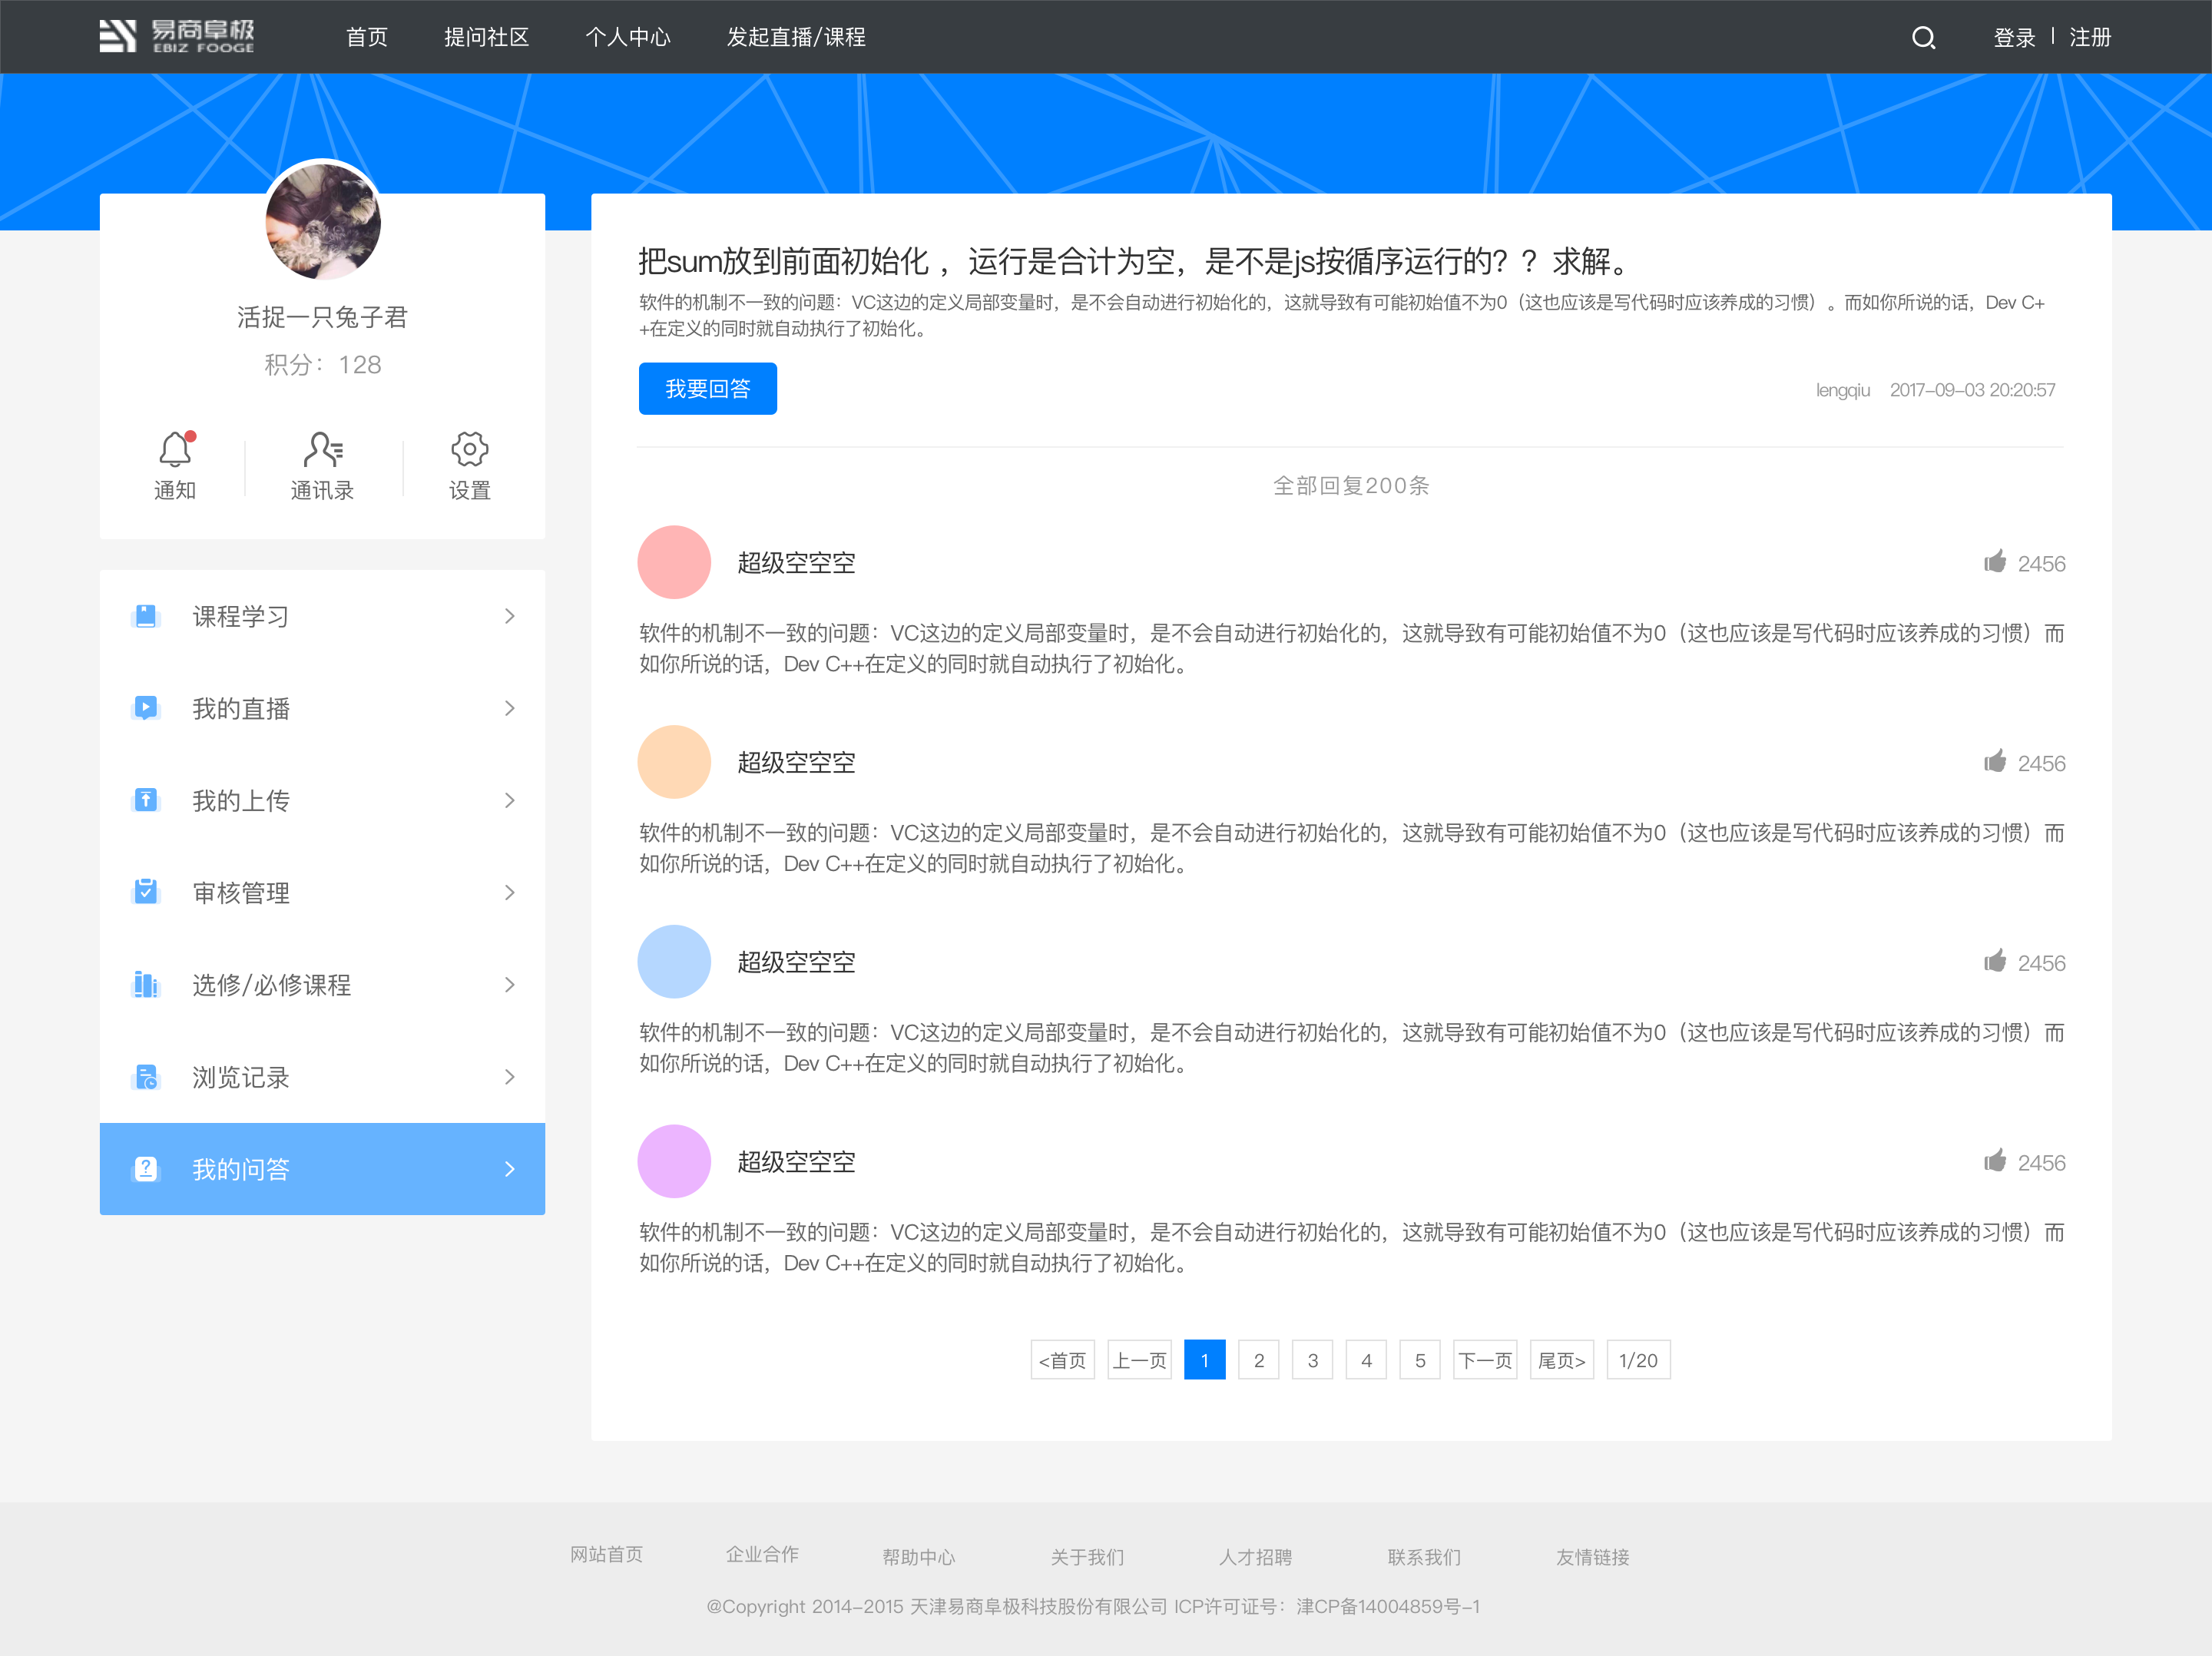 易商阜极
EBIZ FOOGE
首页 提问社区 个人中心 发起直播/课程 登录 注册
活捉一只兔子君
积分：128
通知 通讯录 设置
课程学习
我的直播
我的上传
审核管理
选修/必修课程
浏览记录
我的问答
把sum放到前面初始化 ，运行是合计为空，是不是js按循序运行的？？求解。
软件的机制不一致的问题：VC这边的定义局部变量时，是不会自动进行初始化的，这就导致有可能初始值不为0（这也应该是写代码时应该养成的习惯）。而如你所说的话，Dev C+
+在定义的同时就自动执行了初始化。
我要回答
lengqiu 2017-09-03 20:20:57
全部回复200条
超级空空空 2456
软件的机制不一致的问题：VC这边的定义局部变量时，是不会自动进行初始化的，这就导致有可能初始值不为0（这也应该是写代码时应该养成的习惯）而
如你所说的话，Dev C++在定义的同时就自动执行了初始化。
超级空空空 2456
软件的机制不一致的问题：VC这边的定义局部变量时，是不会自动进行初始化的，这就导致有可能初始值不为0（这也应该是写代码时应该养成的习惯）而
如你所说的话，Dev C++在定义的同时就自动执行了初始化。
超级空空空 2456
软件的机制不一致的问题：VC这边的定义局部变量时，是不会自动进行初始化的，这就导致有可能初始值不为0（这也应该是写代码时应该养成的习惯）而
如你所说的话，Dev C++在定义的同时就自动执行了初始化。
超级空空空 2456
软件的机制不一致的问题：VC这边的定义局部变量时，是不会自动进行初始化的，这就导致有可能初始值不为0（这也应该是写代码时应该养成的习惯）而
如你所说的话，Dev C++在定义的同时就自动执行了初始化。
<首页 上一页 1 2 3 4 5 下一页 尾页> 1/20
网站首页 企业合作 帮助中心 关于我们 人才招聘 联系我们 友情链接
@Copyright 2014-2015 天津易商阜极科技股份有限公司 ICP许可证号：津CP备14004859号-1